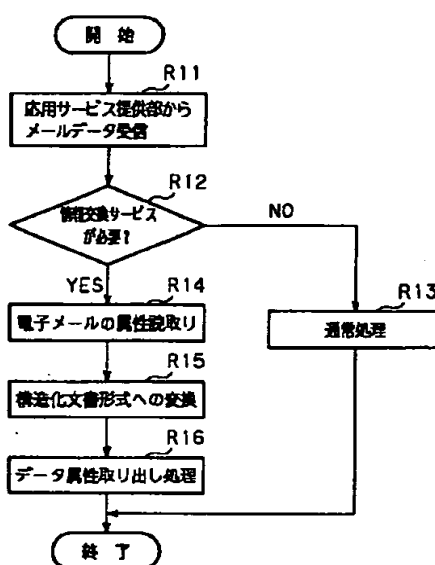 開始
R11
応用サービス提供部から
メールデータ受信
R12
情報交換サービス
が必要?
NO
YES
R14
R13
電子メールの属性読取り
通常処理
R15
構造化文書形式への変換
R16
データ属性取り出し処理
終了